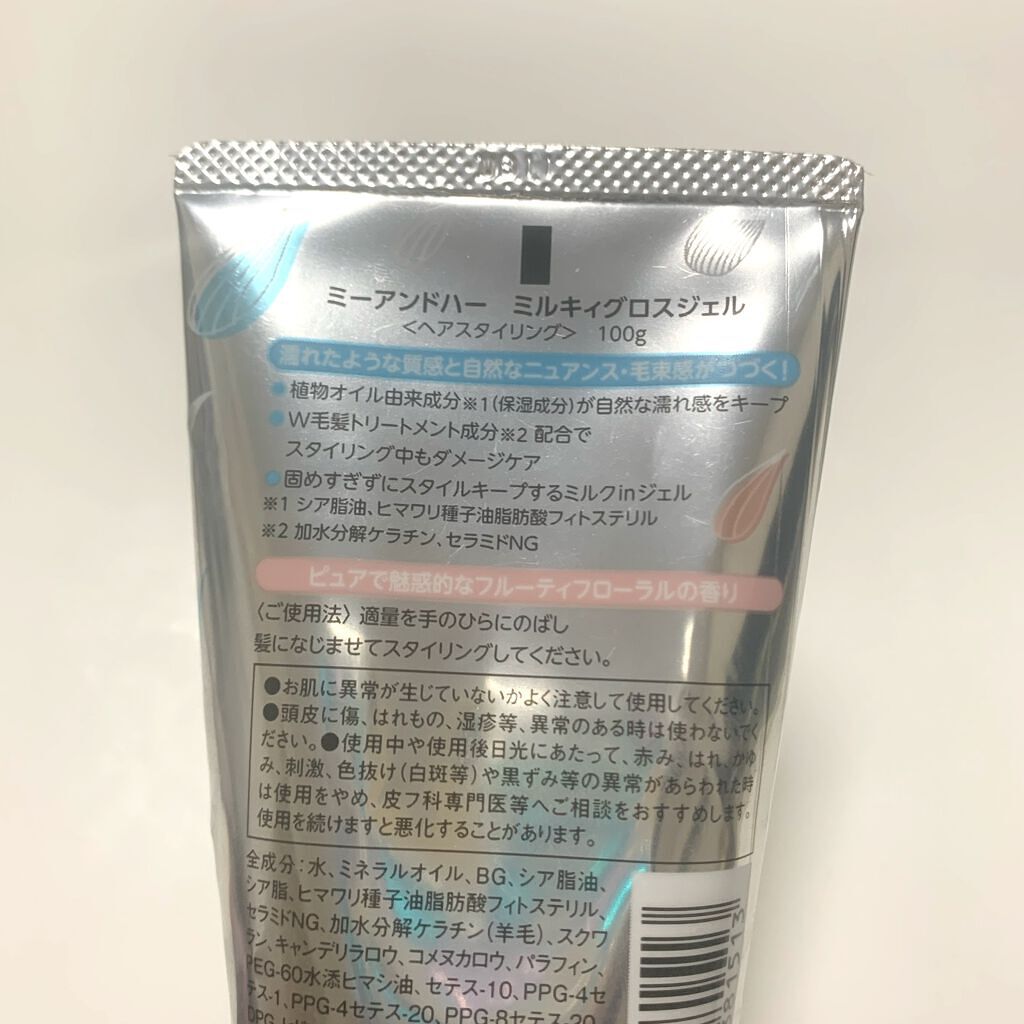 ミーアンドハー　ミルキィグロスジェル
＜ヘアスタイリング＞　100g
濡れたような質感と自然なニュアンス・毛束感がつづく！
●植物オイル由来成分※1（保湿成分）が自然な濡れ感をキープ
●W毛髪トリートメント成分※2 配合で
スタイリング中もダメージケア
●固めすぎずにスタイルキープするミルクinジェル
※1 シア脂油、ヒマワリ種子油脂肪酸フィトステリル
※2 加水分解ケラチン、セラミドNG
ピュアで魅惑的なフルーティフローラルの香り
〈ご使用法〉適量を手のひらにのばし
髪になじませてスタイリングしてください。
●お肌に異常が生じていないかよく注意して使用してください。
●頭皮に傷、はれもの、湿疹等、異常のある時は使わないでく
ださい。●使用中や使用後日光にあたって、赤み、はれ、かゆ
み、刺激、色抜け（白斑等）や黒ずみ等の異常があらわれた時
は使用をやめ、皮フ科専門医等へご相談をおすすめします。
使用を続けますと悪化することがあります。
全成分：水、ミネラルオイル、BG、シア脂油、
シア脂、ヒマワリ種子油脂肪酸フィトステリル、
セラミドNG、加水分解ケラチン（羊毛）、スクワ
ラン、キャンデリラロウ、コメヌカロウ、パラフィン、
PEG-60水添ヒマシ油、セテス-10、PPG-4セ
テス-1、PPG-4セテス-20、PPG-8セテス-20
81513